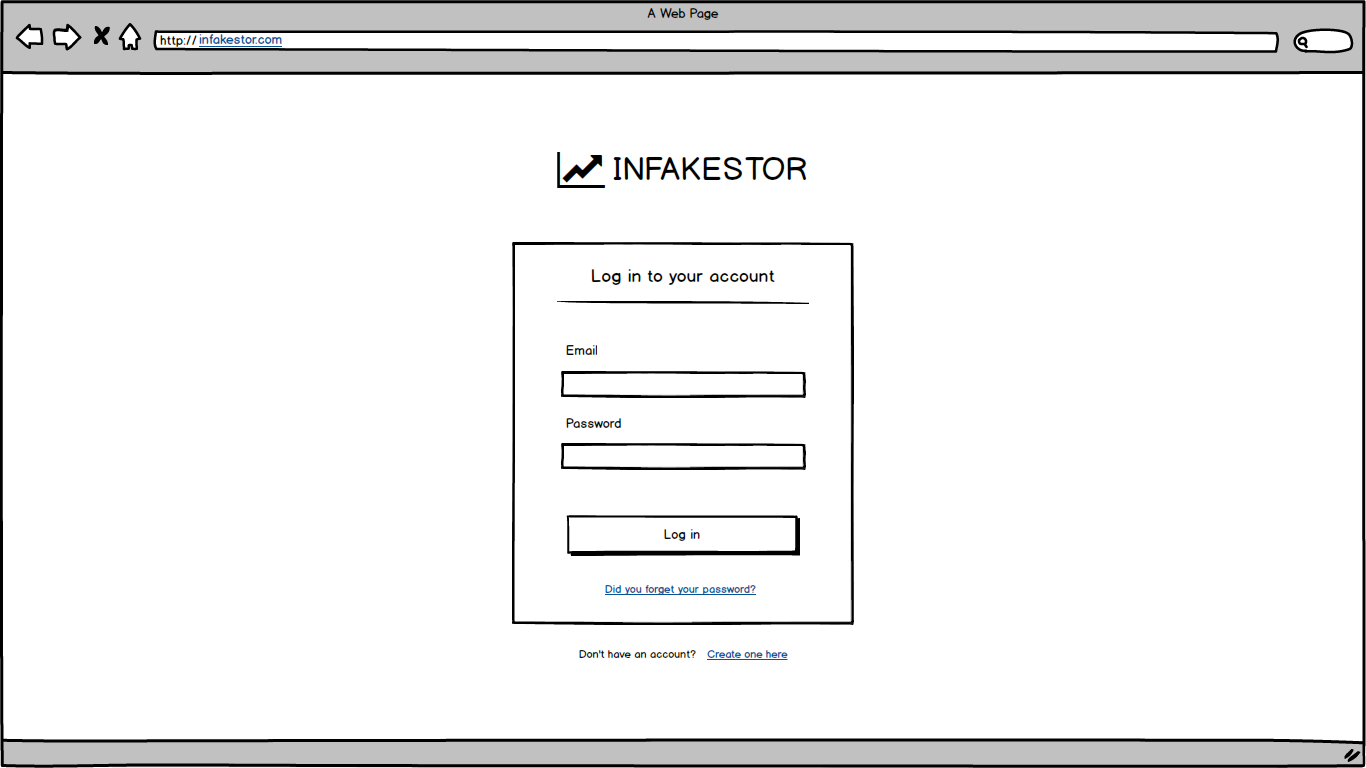 A Web Page
http://infakestor.com
INFAKESTOR
Log in to your account
Email
Password
Log in
Did you forget your password?
Don't have an account? Create one here